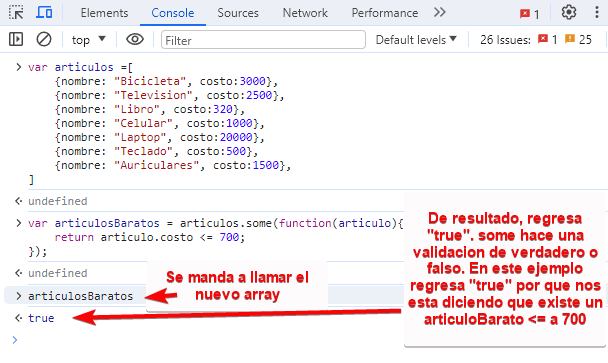 Elements Console Sources Network Performance 1
top Filter Default levels 26 Issues: 1 25
> var articulos =[
{nombre: "Bicicleta", costo:3000},
{nombre: "Television", costo:2500},
{nombre: "Libro", costo:320},
{nombre: "Celular", costo:1000},
{nombre: "Laptop", costo:20000},
{nombre: "Teclado", costo:500},
{nombre: "Auriculares", costo:1500},
]
undefined
> var articulosBaratos = articulos.some(function(articulo){
return articulo.costo <= 700;
});
undefined
> articulosBaratos
true
>
Se manda a llamar el
nuevo array
De resultado, regresa
"true". some hace una
validacion de verdadero o
falso. En este ejemplo
regresa "true" por que nos
esta diciendo que existe un
articuloBarato <= a 700